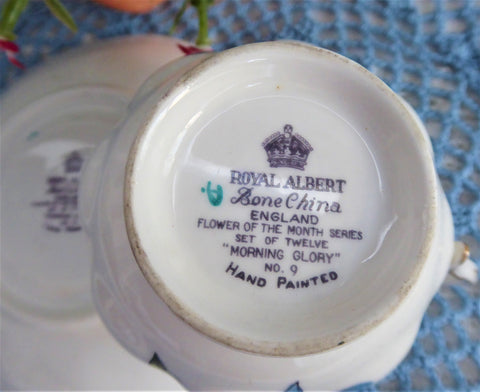 ROYAL ALBERT
Bone China
ENGLAND
FLOWER OF THE MONTH SERIES
SET OF TWELVE
"MORNING GLORY"
NO. 9
HAND PAINTED